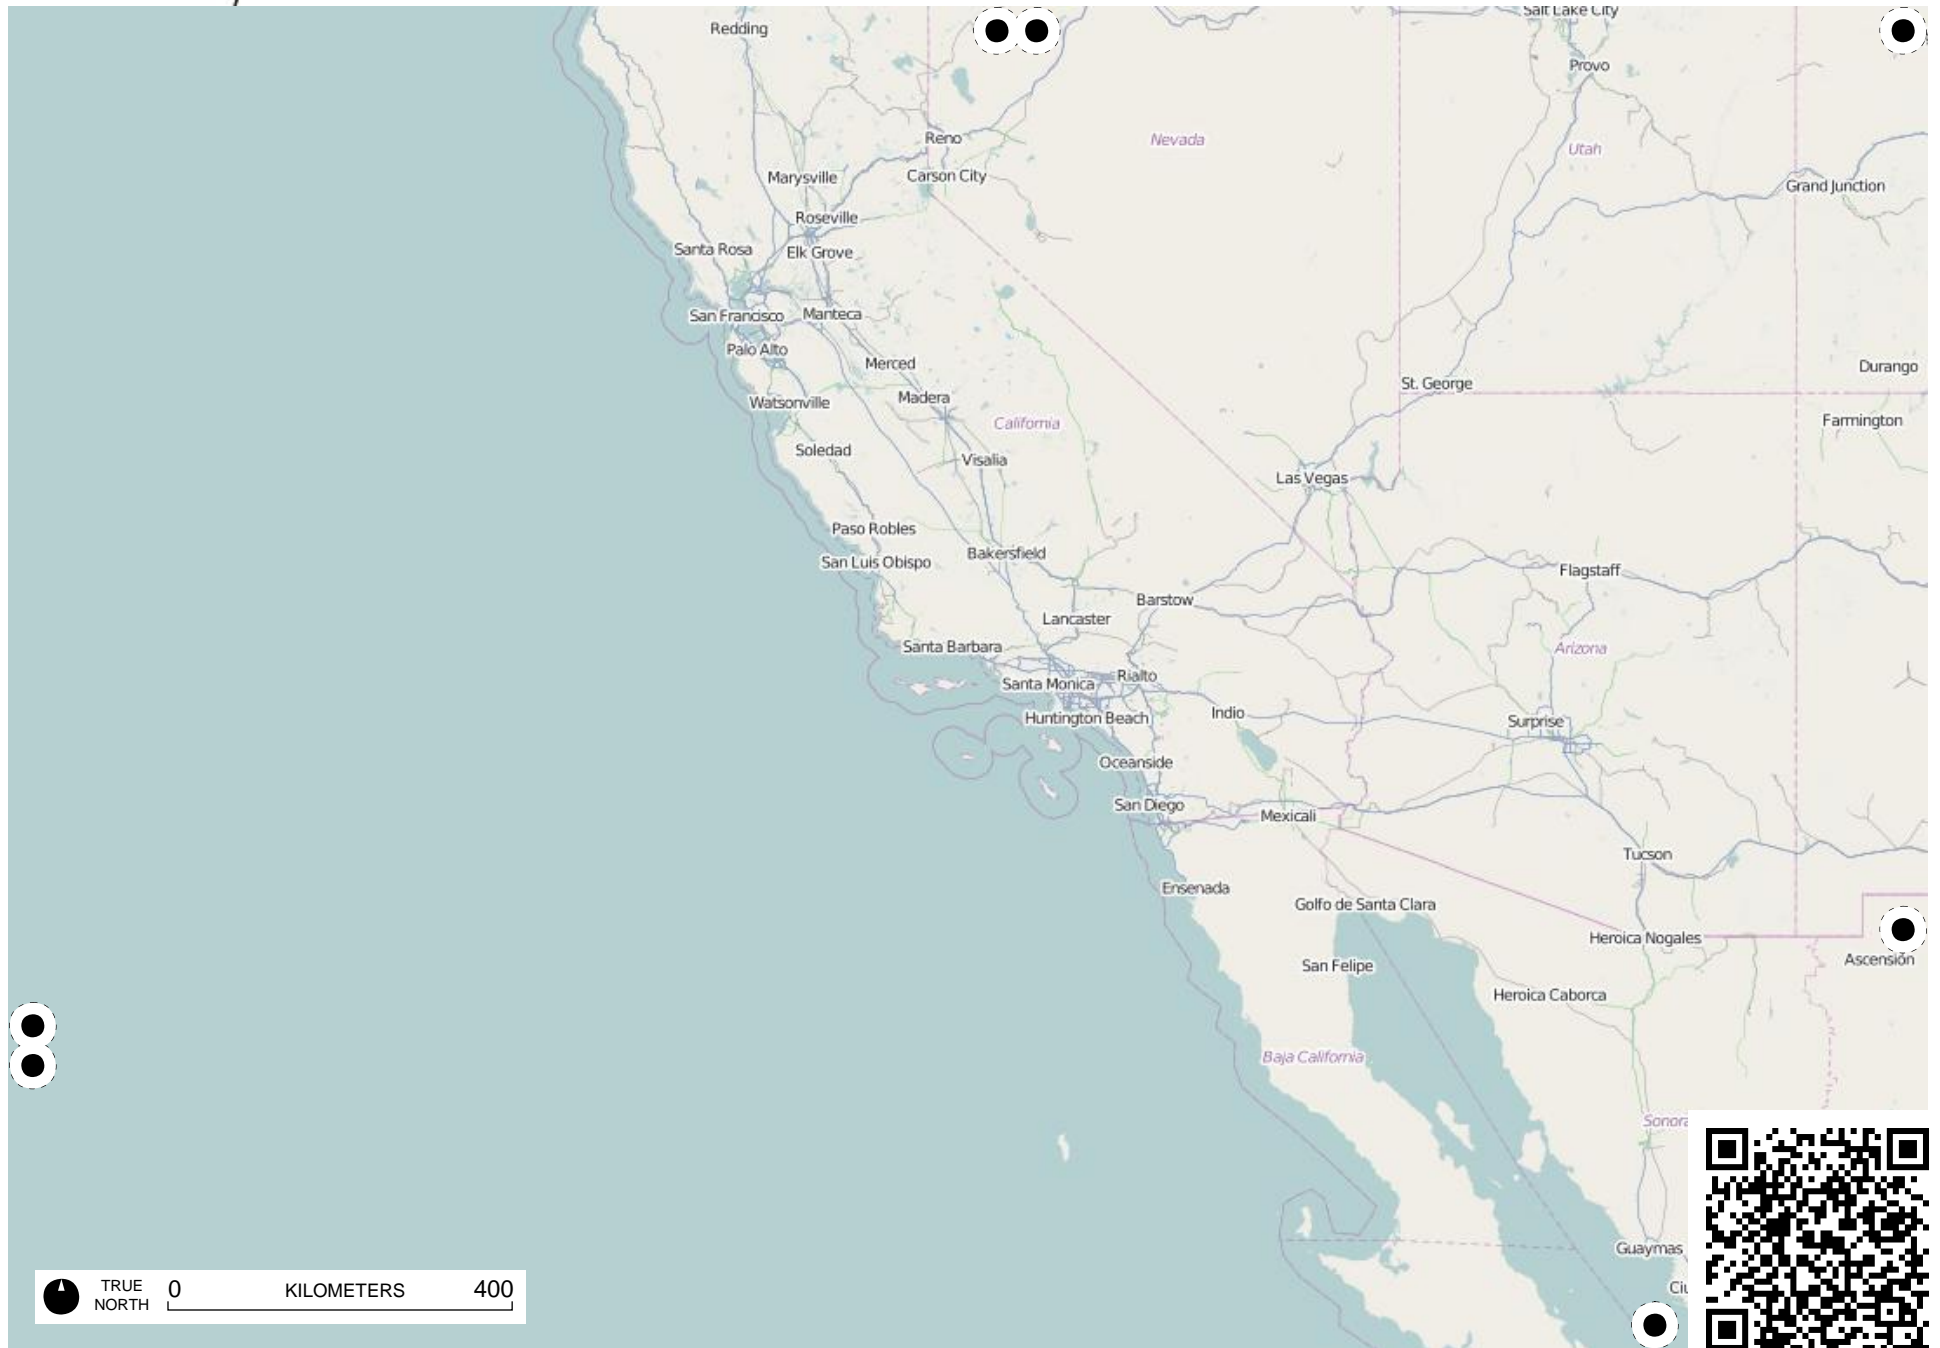 Salt Lake City
Redding
Provo
Reno
Nevada
Utah
Marysville
Carson City
Grand Junction
Roseville
Santa Rosa
Elk Grove
San Francisco
Manteca
Palo Alto
Merced
Durango
St. George
Madera
Watsonville
California
Farmington
Soledad
Visalia
Las Vegas
Paso Robles
Bakersfield
San Luis Obispo
Flagstaff
Barstow
Lancaster
Santa Barbara
Arizona
Santa Monica
Rialto
Indio
Huntington Beach
Surprise
Oceanside
San Diego
Mexicali
Tucson
Ensenada
Golfo de Santa Clara
Heroica Nogales
Ascensión
San Felipe
Heroica Caborca
Baja California
Sonora
Guaymas
TRUE
NORTH
0 KILOMETERS 400